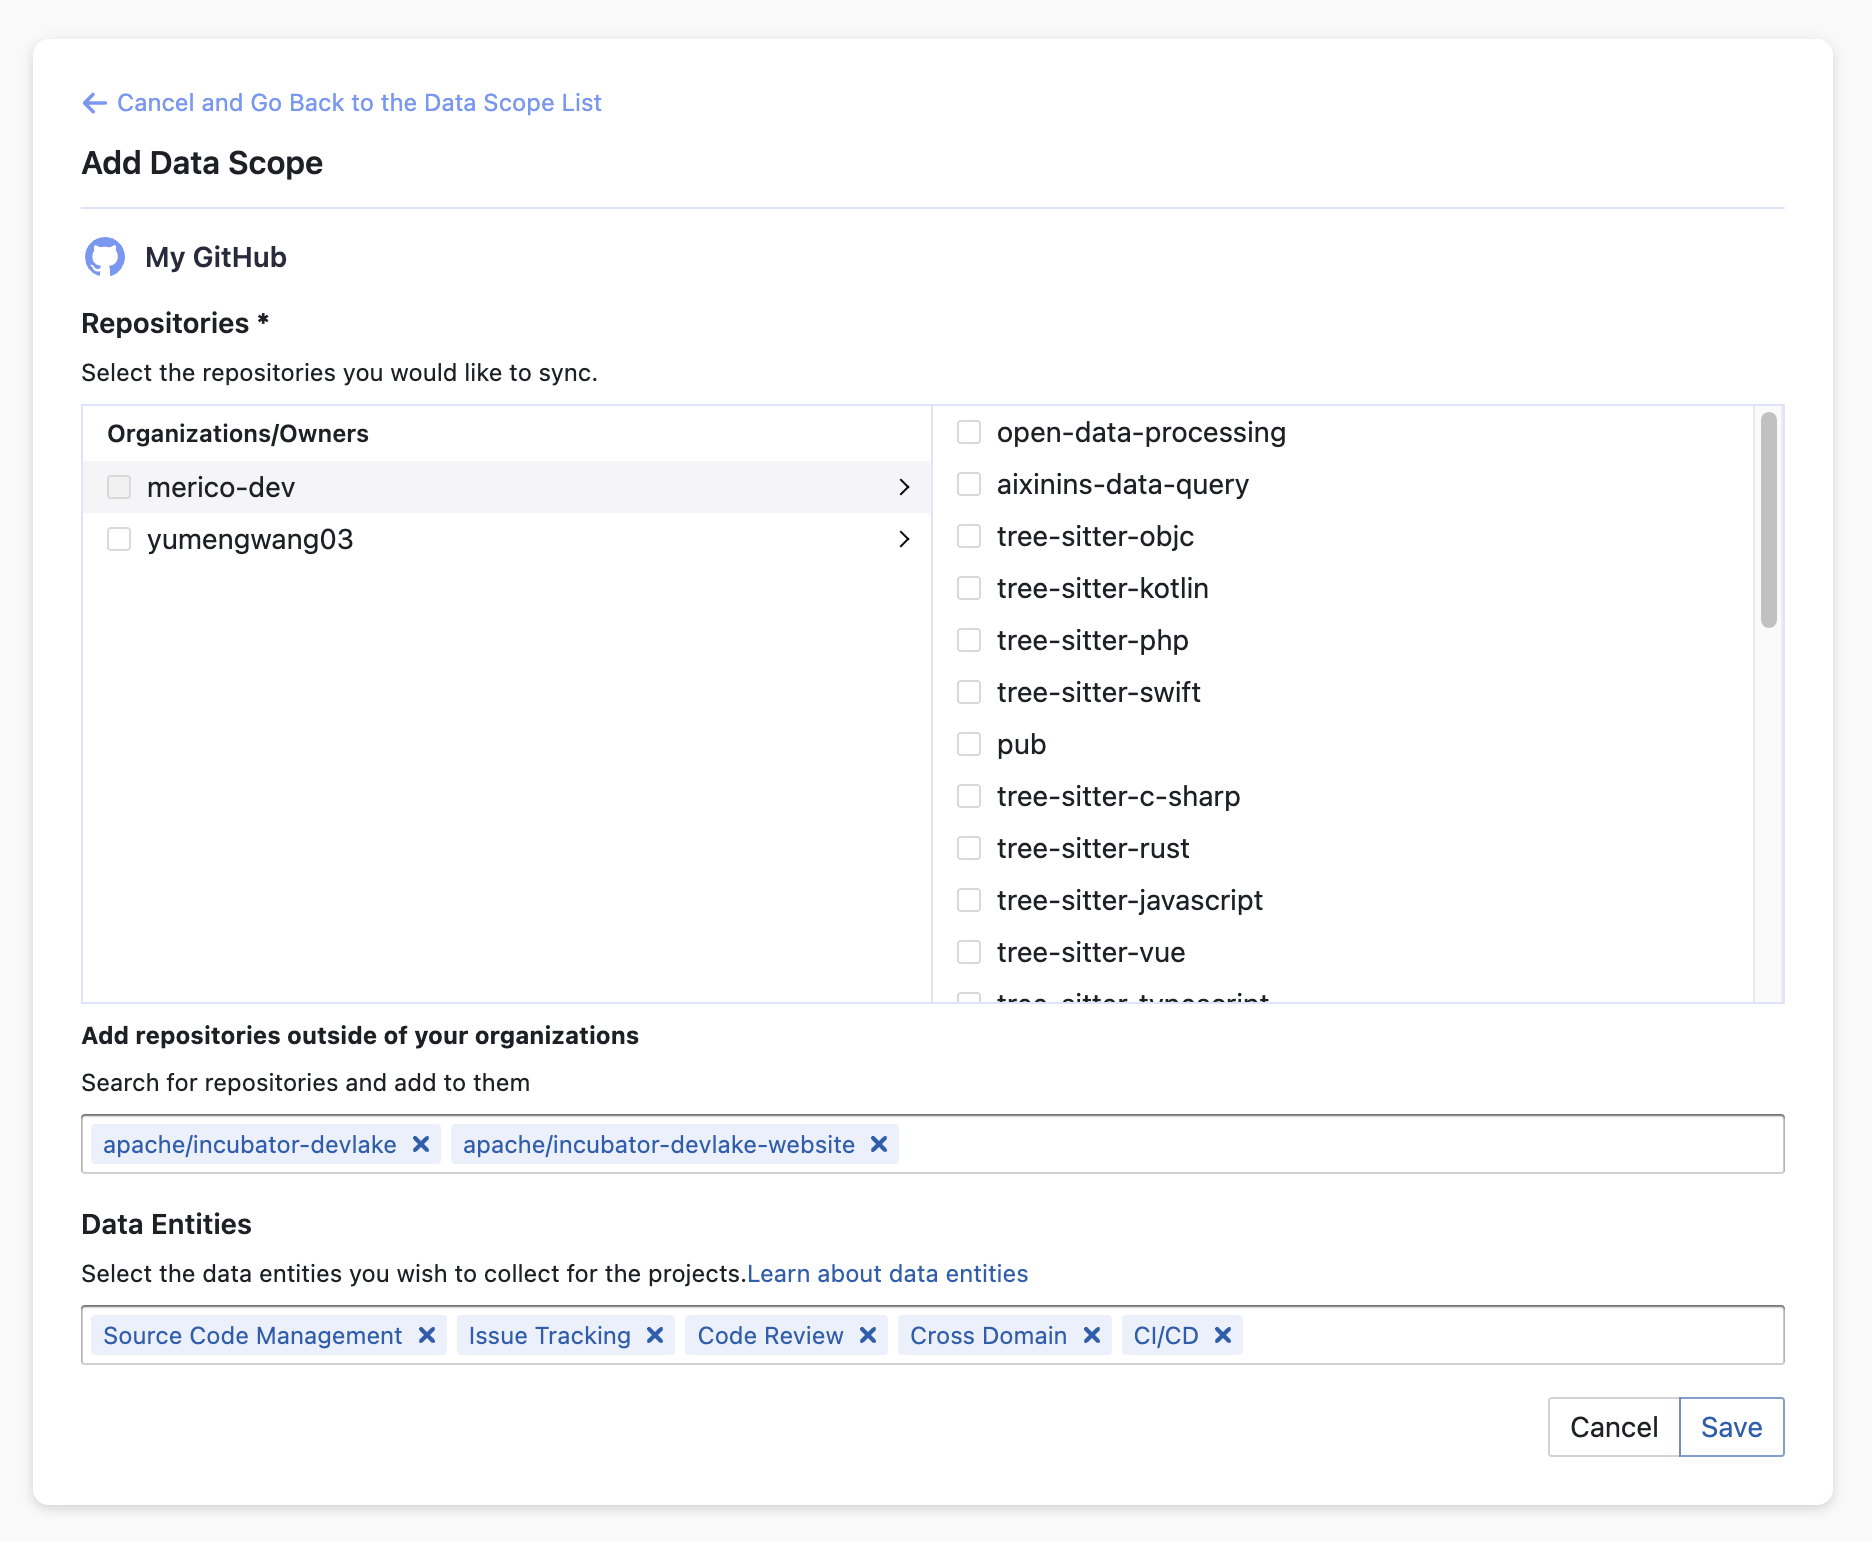 Cancel and Go Back to the Data Scope List
Add Data Scope
My GitHub
Repositories *
Select the repositories you would like to sync.
Organizations/Owners
merico-dev
yumengwang03
open-data-processing
aixinins-data-query
tree-sitter-objc
tree-sitter-kotlin
tree-sitter-php
tree-sitter-swift
pub
tree-sitter-c-sharp
tree-sitter-rust
tree-sitter-javascript
tree-sitter-vue
tree-sitter-typescript
Add repositories outside of your organizations
Search for repositories and add to them
apache/incubator-devlake apache/incubator-devlake-website
Data Entities
Select the data entities you wish to collect for the projects.Learn about data entities
Source Code Management Issue Tracking Code Review Cross Domain CI/CD
Cancel Save